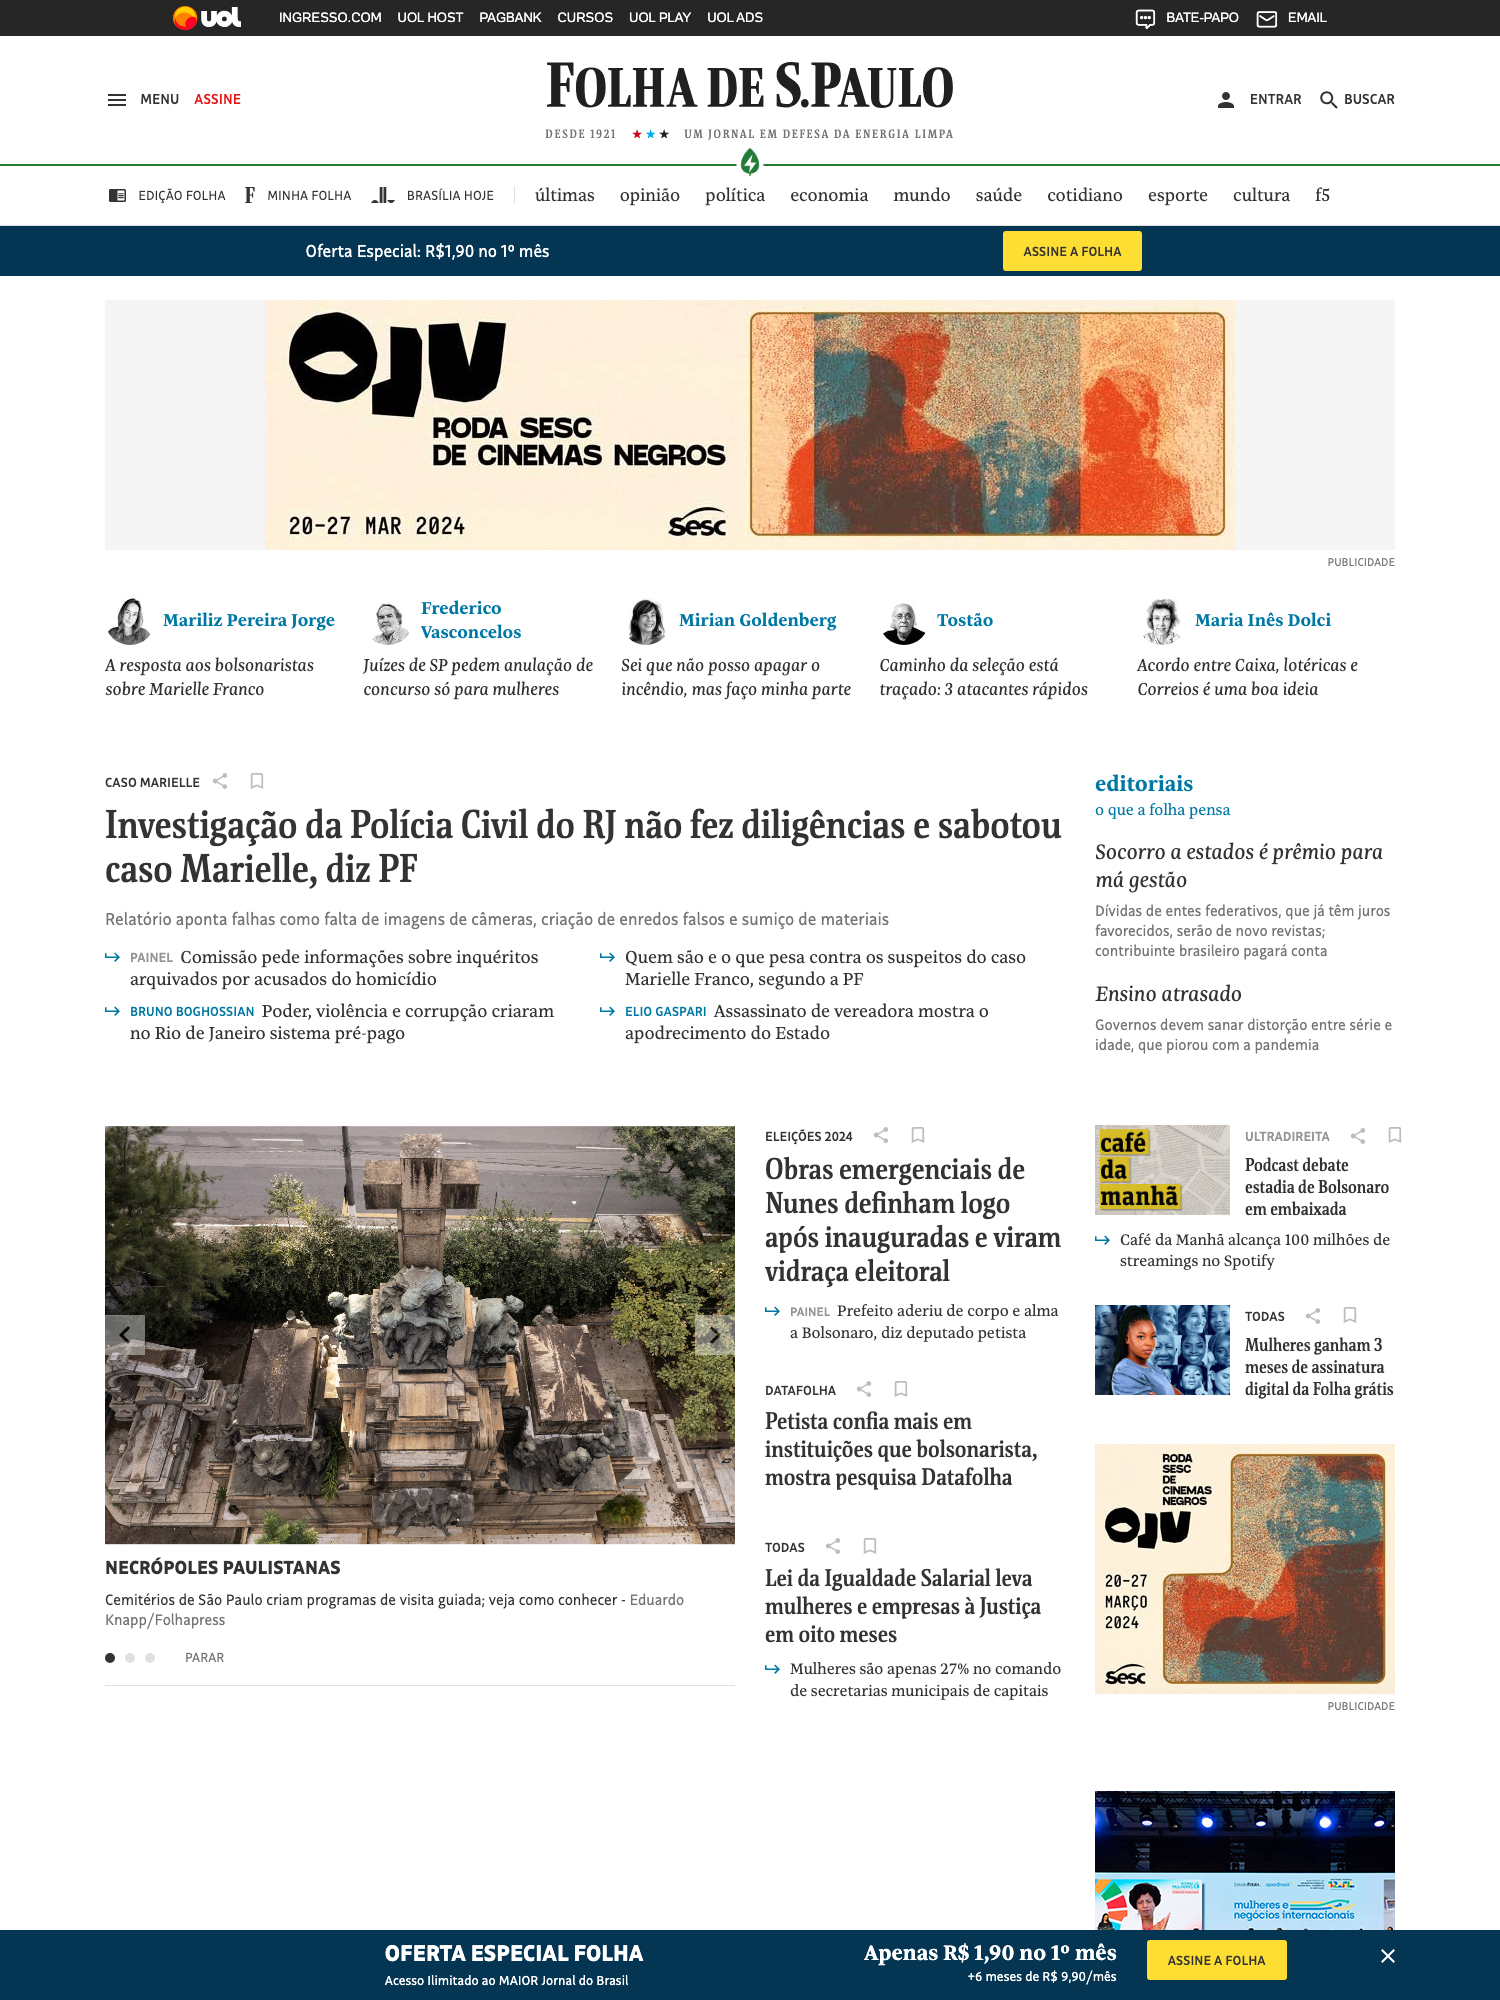 uol INGRESSO.COM UOL HOST PAGBANK CURSOS UOL PLAY UOL ADS BATE-PAPO EMAIL
MENU ASSINE
FOLHA DE S.PAULO
DESDE 1921 ★★★ UM JORNAL EM DEFESA DA ENERGIA LIMPA
ENTRAR BUSCAR
EDIÇÃO FOLHA F MINHA FOLHA BRASÍLIA HOJE últimas opinião política economia mundo saúde cotidiano esporte cultura f5
Oferta Especial: R$1,90 no 1º mês ASSINE A FOLHA
OJU
RODA SESC
DE CINEMAS NEGROS
20-27 MAR 2024 Sesc
PUBLICIDADE
Mariliz Pereira Jorge
A resposta aos bolsonaristas
sobre Marielle Franco
Frederico
Vasconcelos
Juízes de SP pedem anulação de
concurso só para mulheres
Mirian Goldenberg
Sei que não posso apagar o
incêndio, mas faço minha parte
Tostão
Caminho da seleção está
traçado: 3 atacantes rápidos
Maria Inês Dolci
Acordo entre Caixa, lotéricas e
Correios é uma boa ideia
CASO MARIELLE
Investigação da Polícia Civil do RJ não fez diligências e sabotou
caso Marielle, diz PF
Relatório aponta falhas como falta de imagens de câmeras, criação de enredos falsos e sumiço de materiais
PAINEL Comissão pede informações sobre inquéritos
arquivados por acusados do homicídio
Quem são e o que pesa contra os suspeitos do caso
Marielle Franco, segundo a PF
BRUNO BOGHOSSIAN Poder, violência e corrupção criaram
no Rio de Janeiro sistema pré-pago
ELIO GASPARI Assassinato de vereadora mostra o
apodrecimento do Estado
editoriais
o que a folha pensa
Socorro a estados é prêmio para
má gestão
Dívidas de entes federativos, que já têm juros
favorecidos, serão de novo revistas;
contribuinte brasileiro pagará conta
Ensino atrasado
Governos devem sanar distorção entre série e
idade, que piorou com a pandemia
NECRÓPOLES PAULISTANAS
Cemitérios de São Paulo criam programas de visita guiada; veja como conhecer - Eduardo
Knapp/Folhapress
PARAR
ELEIÇÕES 2024
Obras emergenciais de
Nunes definham logo
após inauguradas e viram
vidraça eleitoral
PAINEL Prefeito aderiu de corpo e alma
a Bolsonaro, diz deputado petista
DATAFOLHA
Petista confia mais em
instituições que bolsonarista,
mostra pesquisa Datafolha
TODAS
Lei da Igualdade Salarial leva
mulheres e empresas à Justiça
em oito meses
Mulheres são apenas 27% no comando
de secretarias municipais de capitais
café
da
manhã
ULTRADIREITA
Podcast debate
estadia de Bolsonaro
em embaixada
Café da Manhã alcança 100 milhões de
streamings no Spotify
TODAS
Mulheres ganham 3
meses de assinatura
digital da Folha grátis
RODA
SESC
DE
CINEMAS
NEGROS
OJU
20-27
MARÇO
2024
Sesc
PUBLICIDADE
mulheres e
negócios internacionais
OFERTA ESPECIAL FOLHA
Acesso Ilimitado ao MAIOR Jornal do Brasil
Apenas R$ 1,90 no 1º mês
+6 meses de R$ 9,90/mês
ASSINE A FOLHA